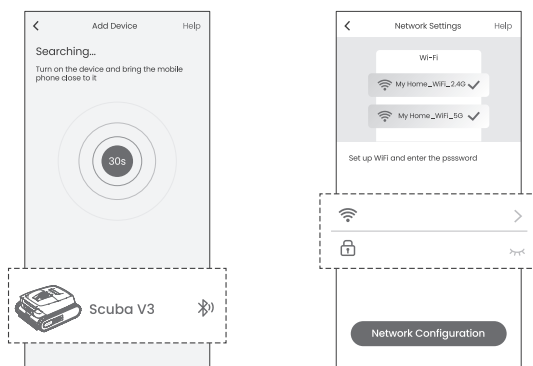 Add Device
Help
Searching...
Turn on the device and bring the mobile
phone close to it
30s
Scuba V3
Network Settings
Help
Wi-Fi
My Home_WiFi_2.4G
My Home_WiFi_5G
Set up WiFi and enter the psssword
Network Configuration